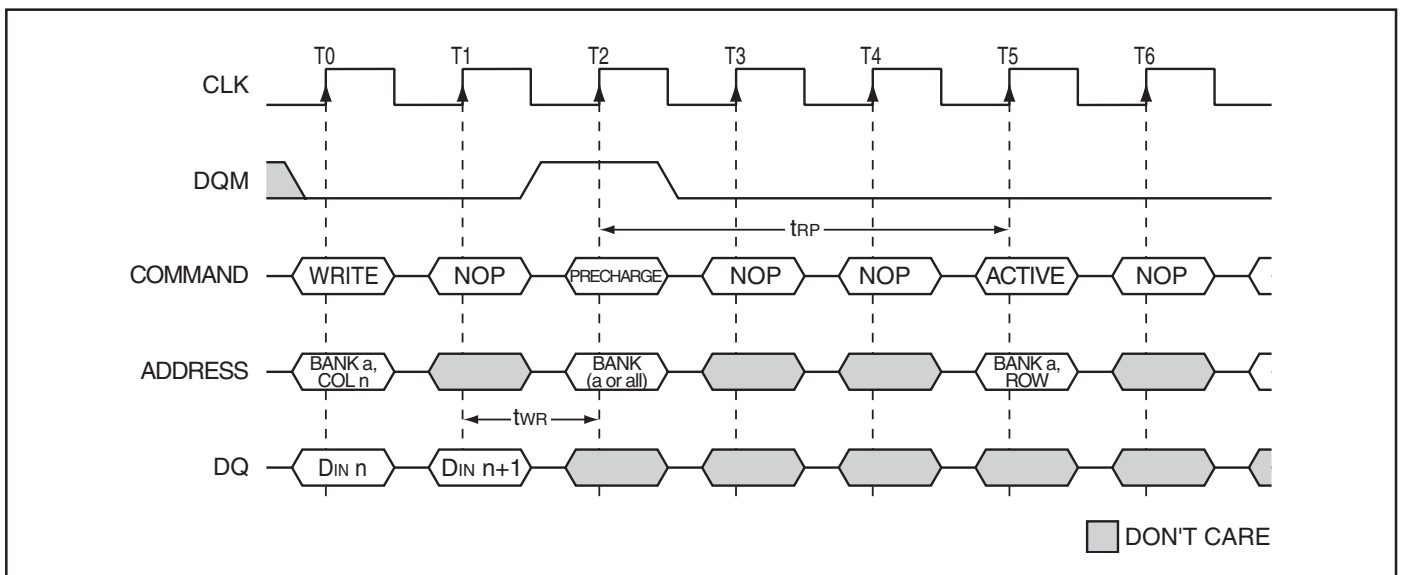 T0 T1 T2 T3 T4 T5 T6
CLK
DQM
tRP
COMMAND WRITE NOP PRECHARGE NOP NOP ACTIVE NOP
ADDRESS BANK a, COL n BANK (a or all) BANK a, ROW
tWR
DQ DIN n DIN n+1
DON'T CARE